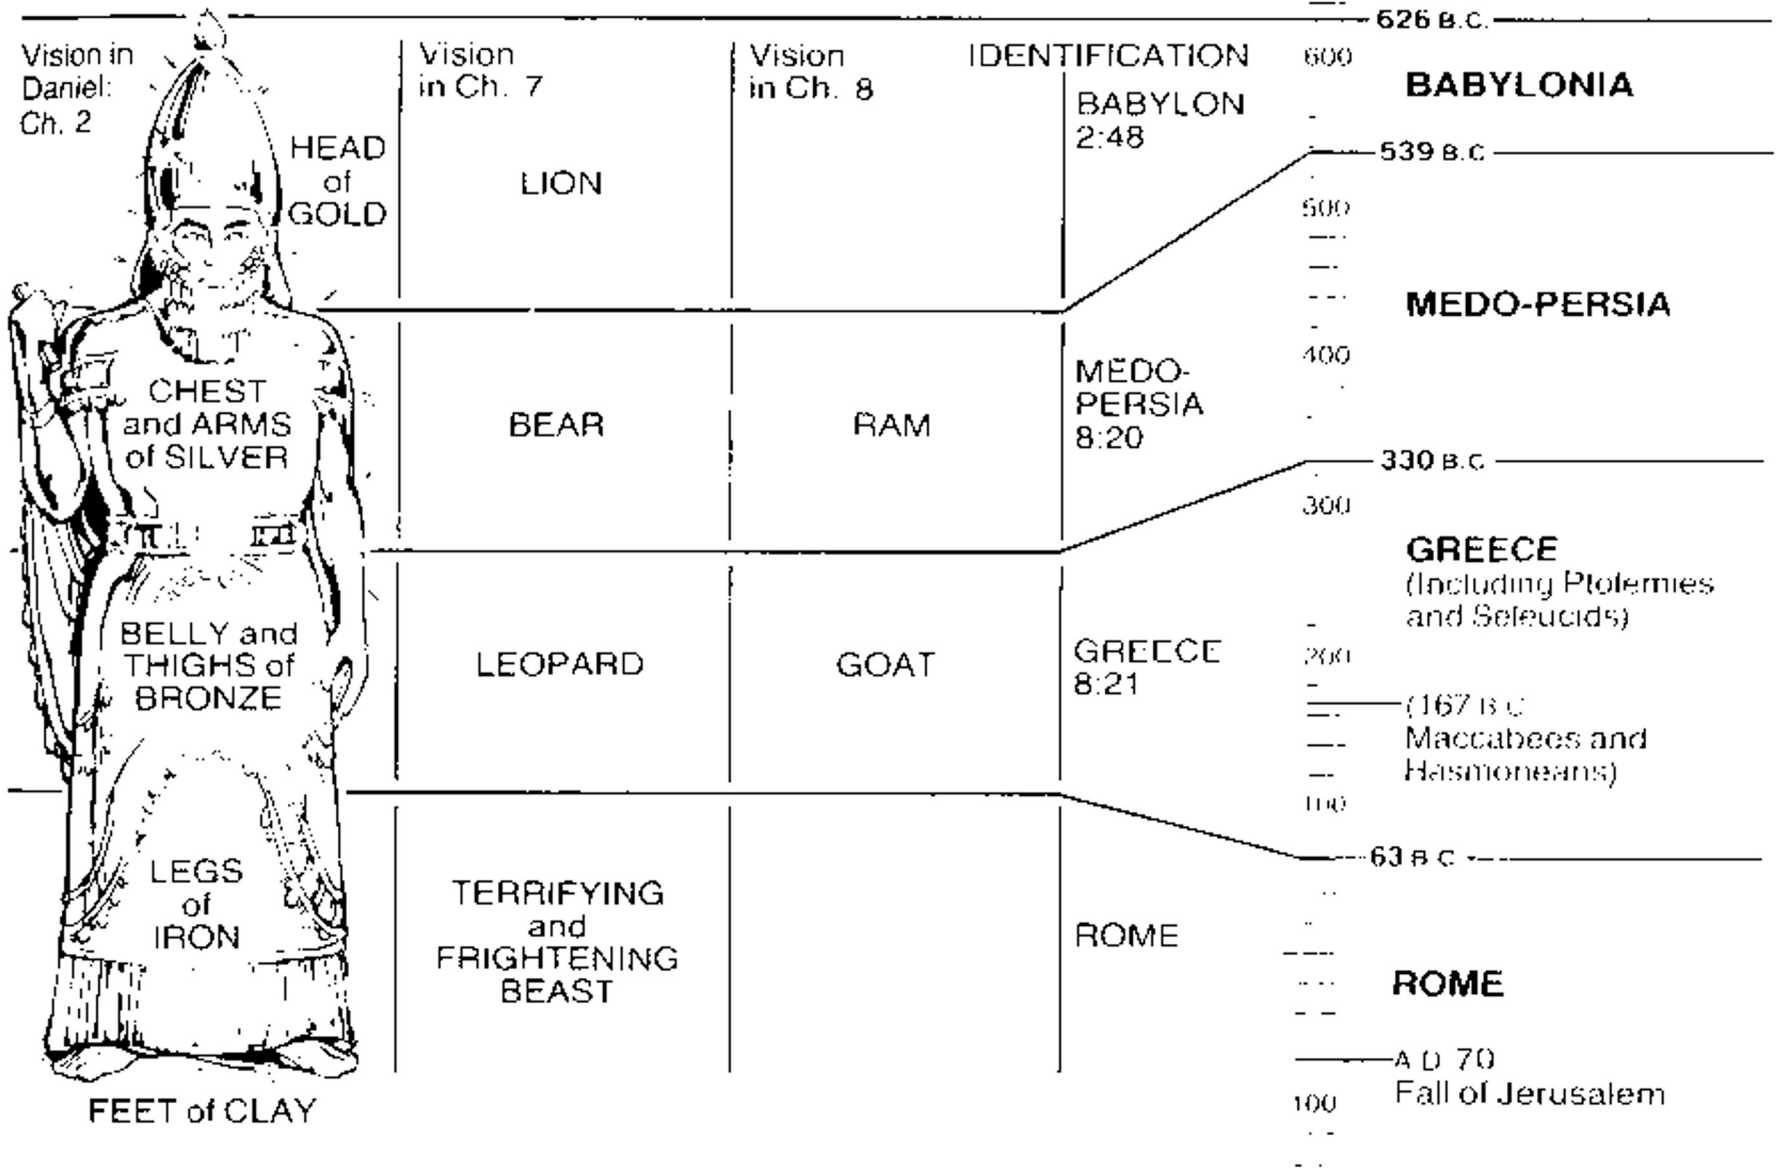 Vision in
Daniel:
Ch. 2
HEAD
of
GOLD
CHEST
and ARMS
of SILVER
BELLY and
THIGHS of
BRONZE
LEGS
of
IRON
FEET of CLAY
Vision
in Ch. 7
LION
BEAR
LEOPARD
TERRIFYING
and
FRIGHTENING
BEAST
Vision
in Ch. 8
RAM
GOAT
IDENTIFICATION
BABYLON
2:48
MEDO-
PERSIA
8:20
GREECE
8:21
ROME
626 B.C.
600
BABYLONIA
539 B.C
500
MEDO-PERSIA
400
330 B.C
300
GREECE
(Including Ptolemies
and Seleucids)
200
(167 B C
Maccabees and
Hasmoneans)
100
63 B C
ROME
A D 70
Fall of Jerusalem
100